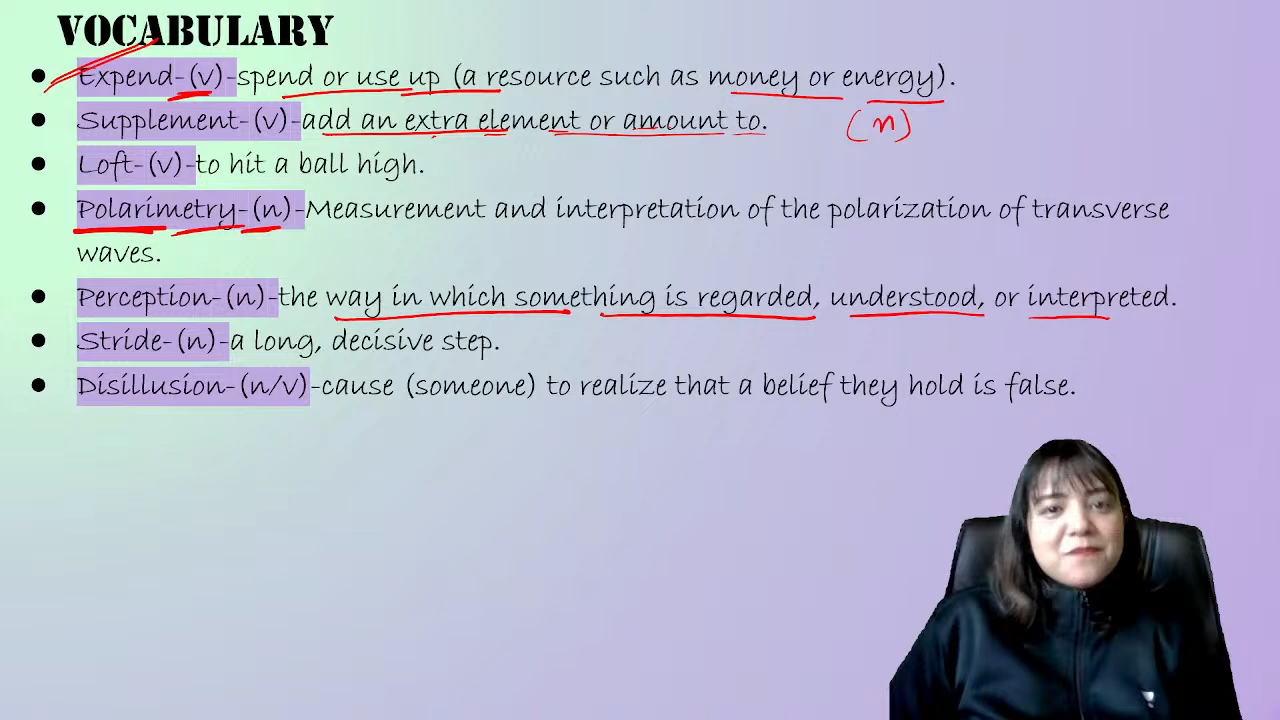 VOCABULARY
● Expend-(v)-spend or use up (a resource such as money or energy).
● Supplement-(v)-add an extra element or amount to.
(n)
● Loft-(v)-to hit a ball high.
● Polarimetry-(n)-Measurement and interpretation of the polarization of transverse
waves.
● Perception-(n)-the way in which something is regarded, understood, or interpreted.
● Stride-(n)-a long, decisive step.
● Disillusion-(n/v)-cause (someone) to realize that a belief they hold is false.